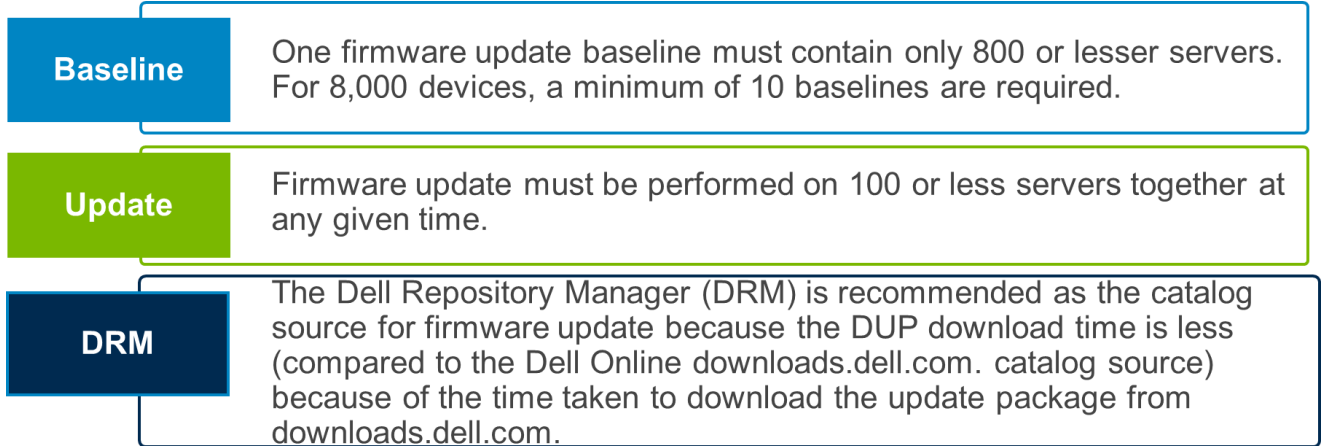 Baseline
One firmware update baseline must contain only 800 or lesser servers.
For 8,000 devices, a minimum of 10 baselines are required.
Update
Firmware update must be performed on 100 or less servers together at
any given time.
DRM
The Dell Repository Manager (DRM) is recommended as the catalog
source for firmware update because the DUP download time is less
(compared to the Dell Online downloads.dell.com. catalog source)
because of the time taken to download the update package from
downloads.dell.com.